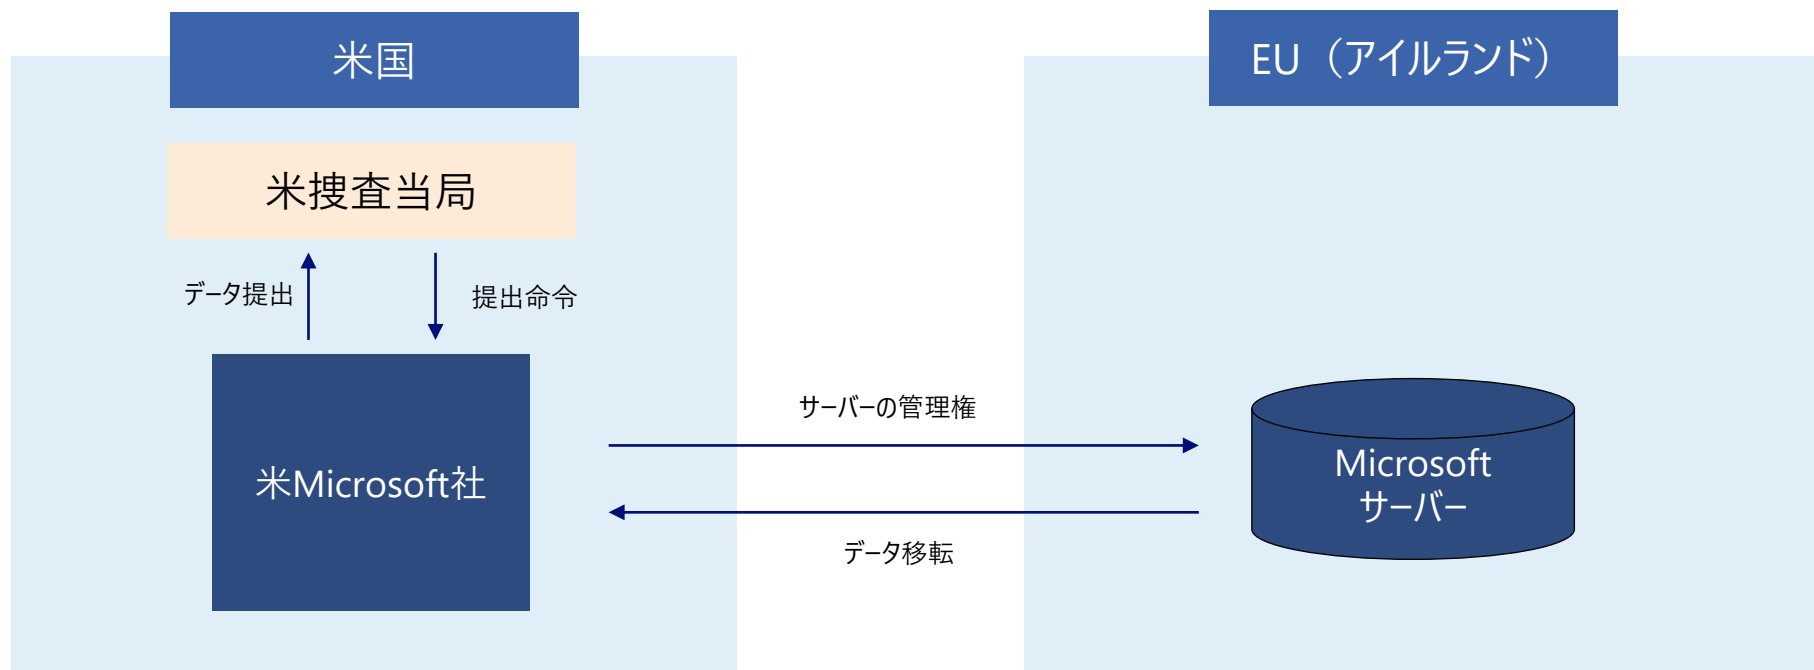 米国
EU（アイルランド）
米捜査当局
データ提出
提出命令
サーバーの管理権
米Microsoft社
Microsoft
サーバー
データ移転